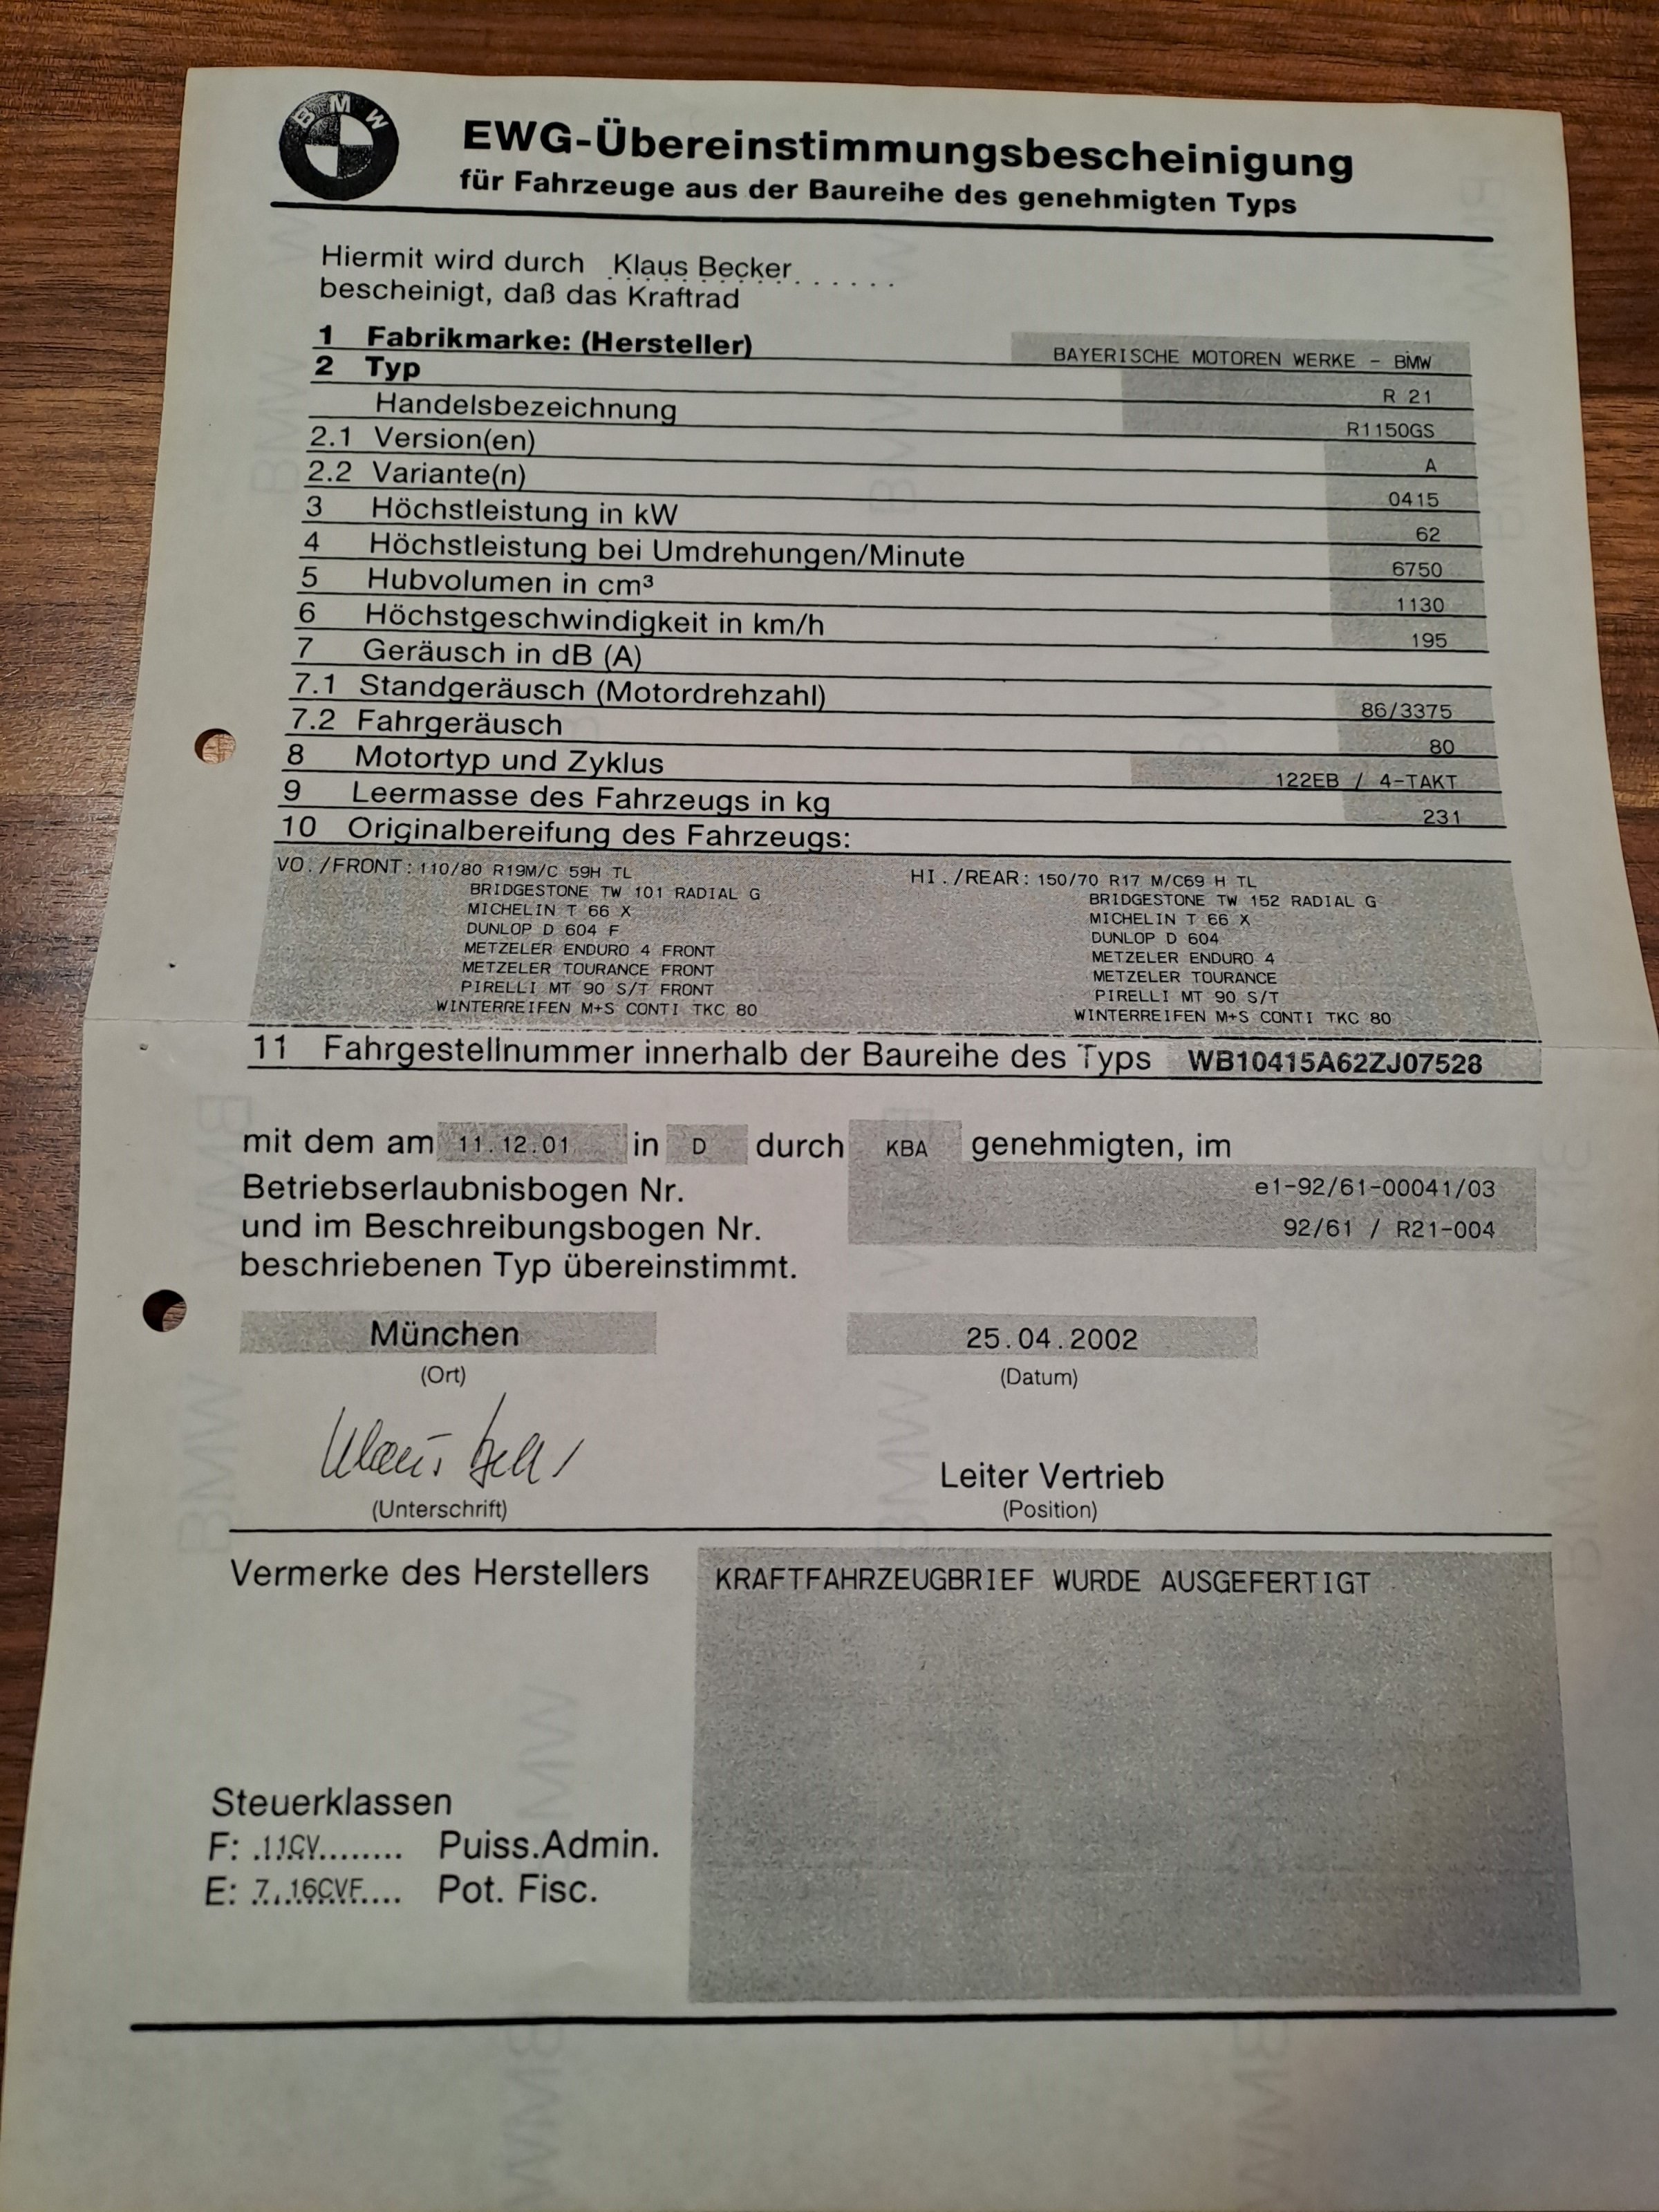 BMW
EWG-Übereinstimmungsbescheinigung
für Fahrzeuge aus der Baureihe des genehmigten Typs
Hiermit wird durch Klaus Becker
bescheinigt, daß das Kraftrad
1 Fabrikmarke: (Hersteller) BAYERISCHE MOTOREN WERKE - BMW
2 Typ R 21
Handelsbezeichnung R1150GS
2.1 Version(en) A
2.2 Variante(n) 0415
3 Höchstleistung in kW 62
4 Höchstleistung bei Umdrehungen/Minute 6750
5 Hubvolumen in cm³ 1130
6 Höchstgeschwindigkeit in km/h 195
7 Geräusch in dB (A)
7.1 Standgeräusch (Motordrehzahl) 86/3375
7.2 Fahrgeräusch 80
8 Motortyp und Zyklus 122EB / 4-TAKT
9 Leermasse des Fahrzeugs in kg 231
10 Originalbereifung des Fahrzeugs:
VO./FRONT: 110/80 R19M/C 59H TL HI./REAR: 150/70 R17 M/C69 H TL
BRIDGESTONE TW 101 RADIAL G BRIDGESTONE TW 152 RADIAL G
MICHELIN T 66 X MICHELIN T 66 X
DUNLOP D 604 F DUNLOP D 604
METZELER ENDURO 4 FRONT METZELER ENDURO 4
METZELER TOURANCE FRONT METZELER TOURANCE
PIRELLI MT 90 S/T FRONT PIRELLI MT 90 S/T
WINTERREIFEN M+S CONTI TKC 80 WINTERREIFEN M+S CONTI TKC 80
11 Fahrgestellnummer innerhalb der Baureihe des Typs WB10415A62ZJ07528
mit dem am 11.12.01 in D durch KBA genehmigten, im
Betriebserlaubnisbogen Nr. e1-92/61-00041/03
und im Beschreibungsbogen Nr. 92/61 / R21-004
beschriebenen Typ übereinstimmt.
München 25.04.2002
(Ort) (Datum)
Leiter Vertrieb
(Unterschrift) (Position)
Vermerke des Herstellers KRAFTFAHRZEUGBRIEF WURDE AUSGEFERTIGT
Steuerklassen
F: .11CV........ Puiss.Admin.
E: 7,.16CVF.... Pot. Fisc.